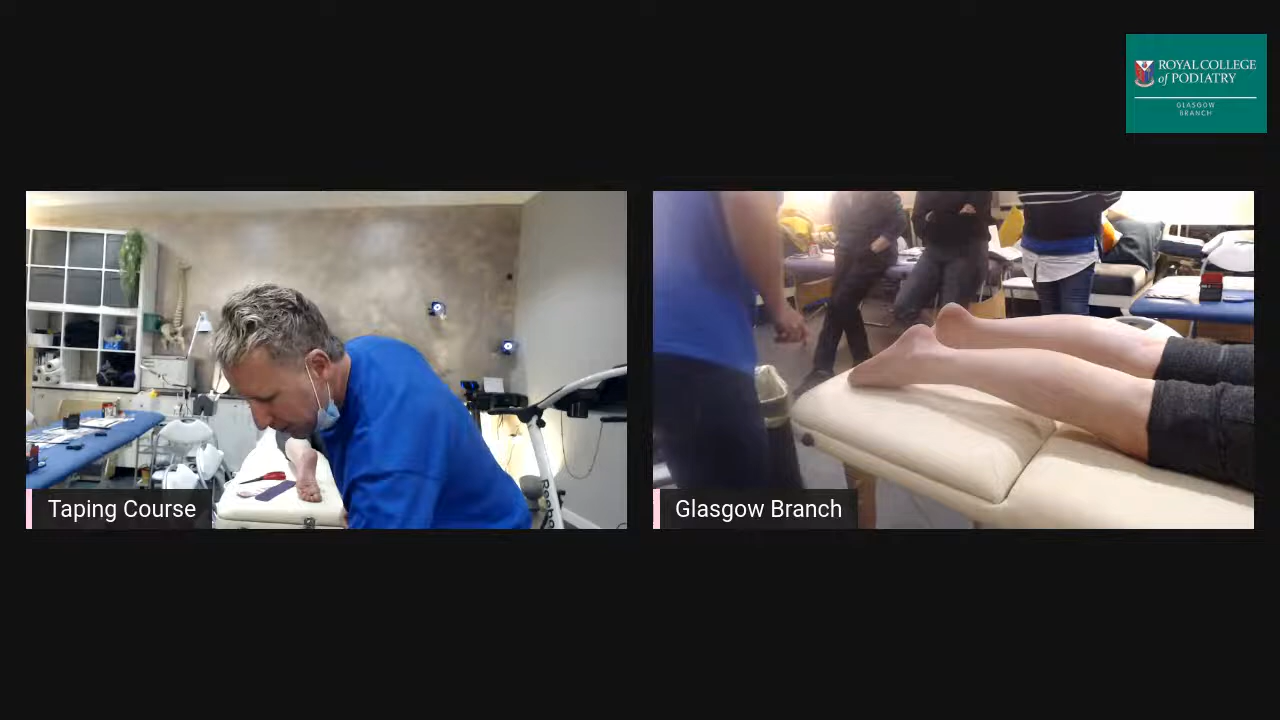 ROYAL COLLEGE
of PODIATRY
GLASGOW
BRANCH
Taping Course
Glasgow Branch